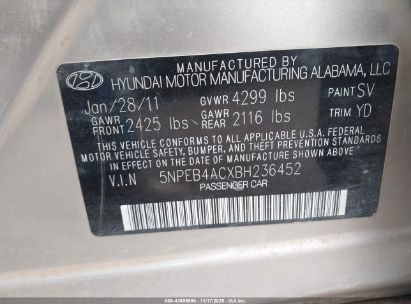 MANUFACTURED BY
HYUNDAI MOTOR MANUFACTURING ALABAMA, LLC
Jan/28/11 GVWR 4299 lbs PAINT SV
GAWR FRONT 2425 lbs GAWR REAR 2116 lbs TRIM YD
THIS VEHICLE CONFORMS TO ALL APPLICABLE U.S.A. FEDERAL
MOTOR VEHICLE SAFETY, BUMPER, AND THEFT PREVENTION STANDARDS
IN EFFECT ON THE DATE OF MANUFACTURE SHOWN ABOVE.
V.I.N 5NPEB4ACXBH236452
PASSENGER CAR